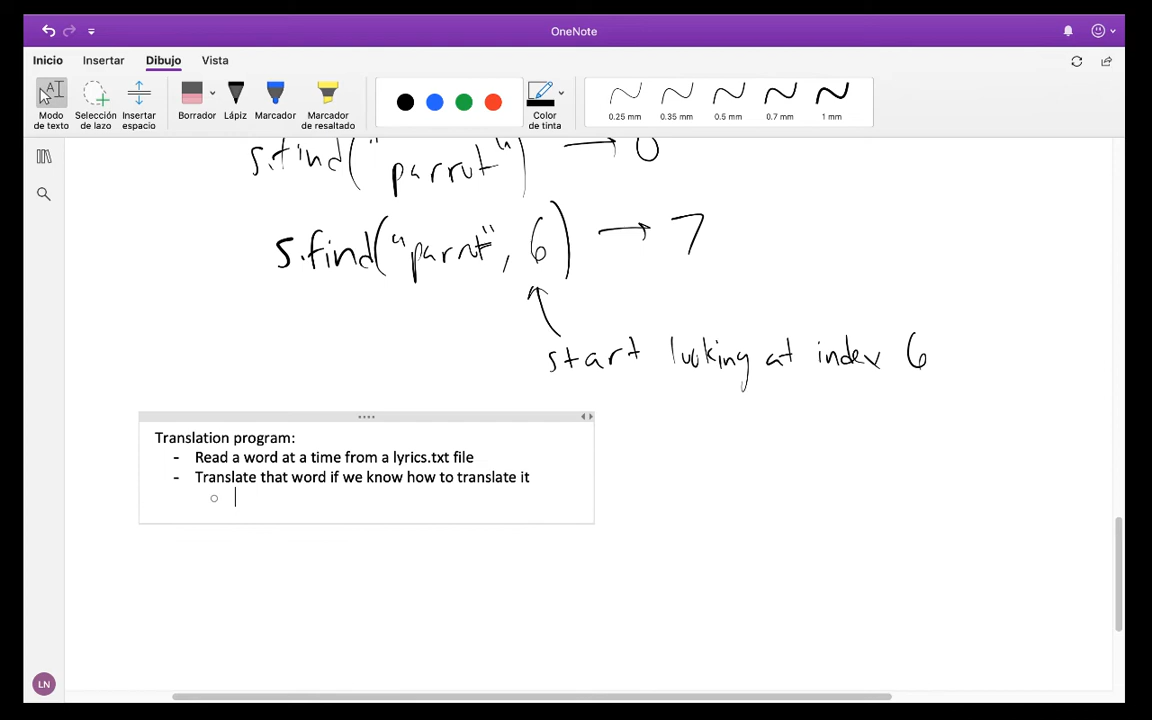 OneNote
Inicio Insertar Dibujo Vista
Modo de texto
Selección de lazo
Insertar espacio
Borrador
Lápiz
Marcador
Marcador de resaltado
Color de tinta
0.25 mm 0.35 mm 0.5 mm 0.7 mm 1 mm
s.find("parrot") → 0
s.find("parrot", 6) → 7
start looking at index 6
Translation program:
- Read a word at a time from a lyrics.txt file
- Translate that word if we know how to translate it
LN